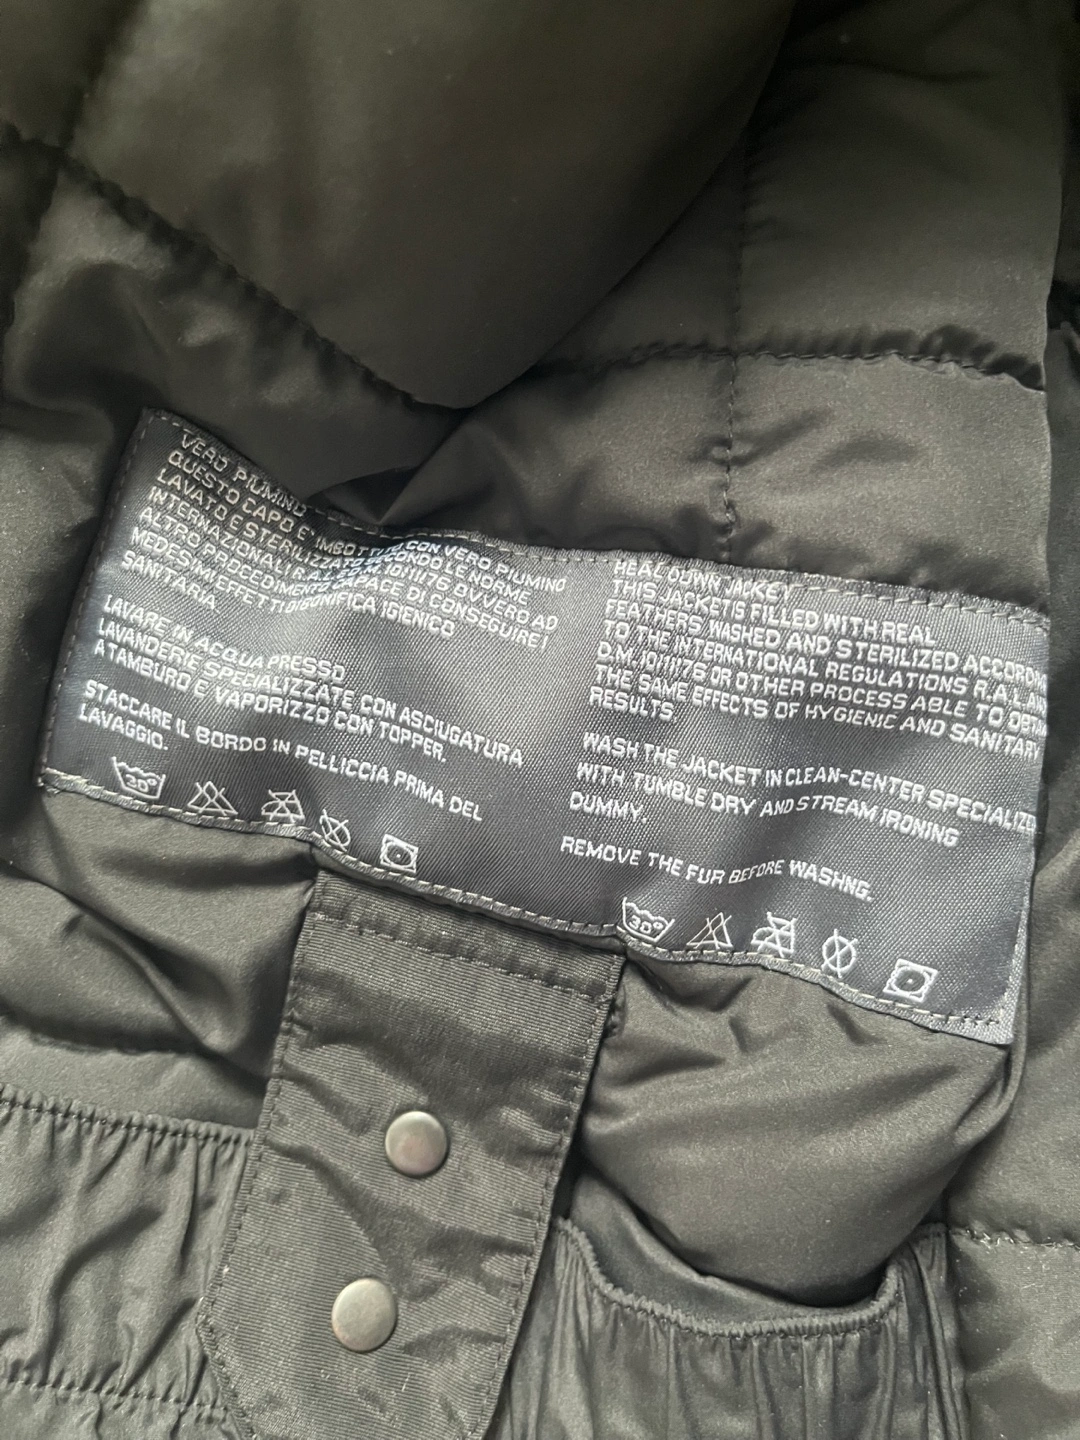 VERO PIUMINO
QUESTO CAPO E' IMBOTTITO CON VERO PIUMINO
LAVATO E STERILIZZATO SECONDO LE NORME
INTERNAZIONALI R.A.L. 10/11/76 OVVERO AD
ALTRO PROCEDIMENTO CAPACE DI CONSEGUIRE I
MEDESIMI EFFETTI DI BONIFICA IGIENICO
SANITARIA
LAVARE IN ACQUA PRESSO
LAVANDERIE SPECIALIZZATE CON ASCIUGATURA
A TAMBURO E VAPORIZZO CON TOPPER.
STACCARE IL BORDO IN PELLICCIA PRIMA DEL
LAVAGGIO.
30°
REAL DOWN JACKET
THIS JACKET IS FILLED WITH REAL
FEATHERS WASHED AND STERILIZED
TO THE INTERNATIONAL REGULATIONS R.A.L.
D.M. 10/11/76 OR OTHER PROCESS ABLE TO
THE SAME EFFECTS OF HYGIENIC AND SANITARY
RESULTS.
WASH THE JACKET IN CLEAN-CENTER
WITH TUMBLE DRY AND STREAM IRONING
DUMMY.
REMOVE THE FUR BEFORE WASHNG.
30°